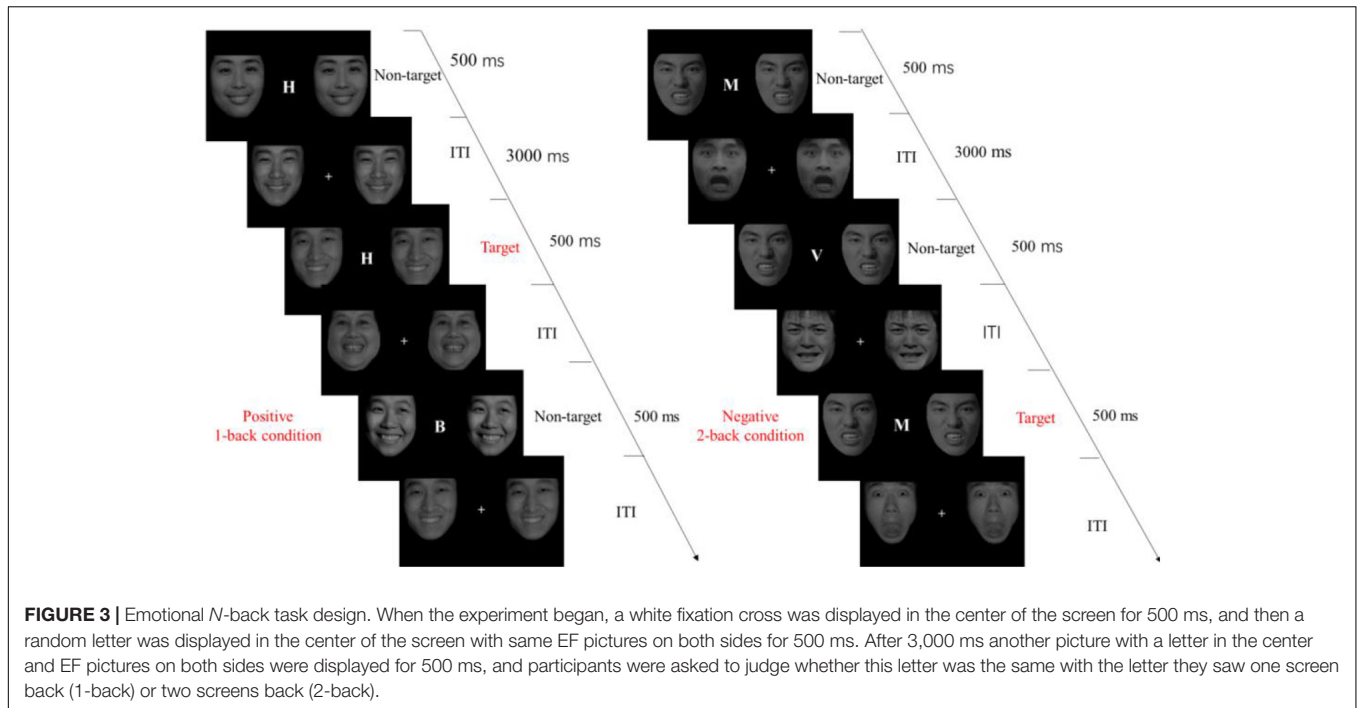 500 ms
H
Non-target
ITI
3000 ms
+
H
Target
500 ms
+
ITI
Positive
1-back condition
B
Non-target
500 ms
+
ITI
500 ms
M
Non-target
ITI
3000 ms
+
V
Non-target
500 ms
+
ITI
Negative
2-back condition
M
Target
500 ms
+
ITI
FIGURE 3 | Emotional N-back task design. When the experiment began, a white fixation cross was displayed in the center of the screen for 500 ms, and then a
random letter was displayed in the center of the screen with same EF pictures on both sides for 500 ms. After 3,000 ms another picture with a letter in the center
and EF pictures on both sides were displayed for 500 ms, and participants were asked to judge whether this letter was the same with the letter they saw one screen
back (1-back) or two screens back (2-back).